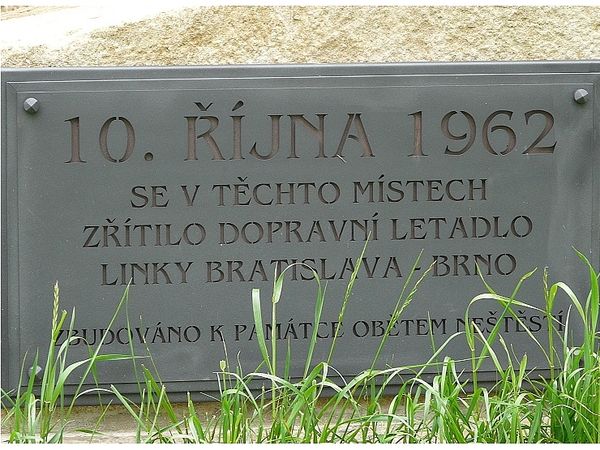 10. ŘÍJNA 1962
SE V TĚCHTO MÍSTECH
ZŘÍTILO DOPRAVNÍ LETADLO
LINKY BRATISLAVA - BRNO
ZBUDOVÁNO K PAMÁTCE OBĚTEM NEŠTĚSTÍ